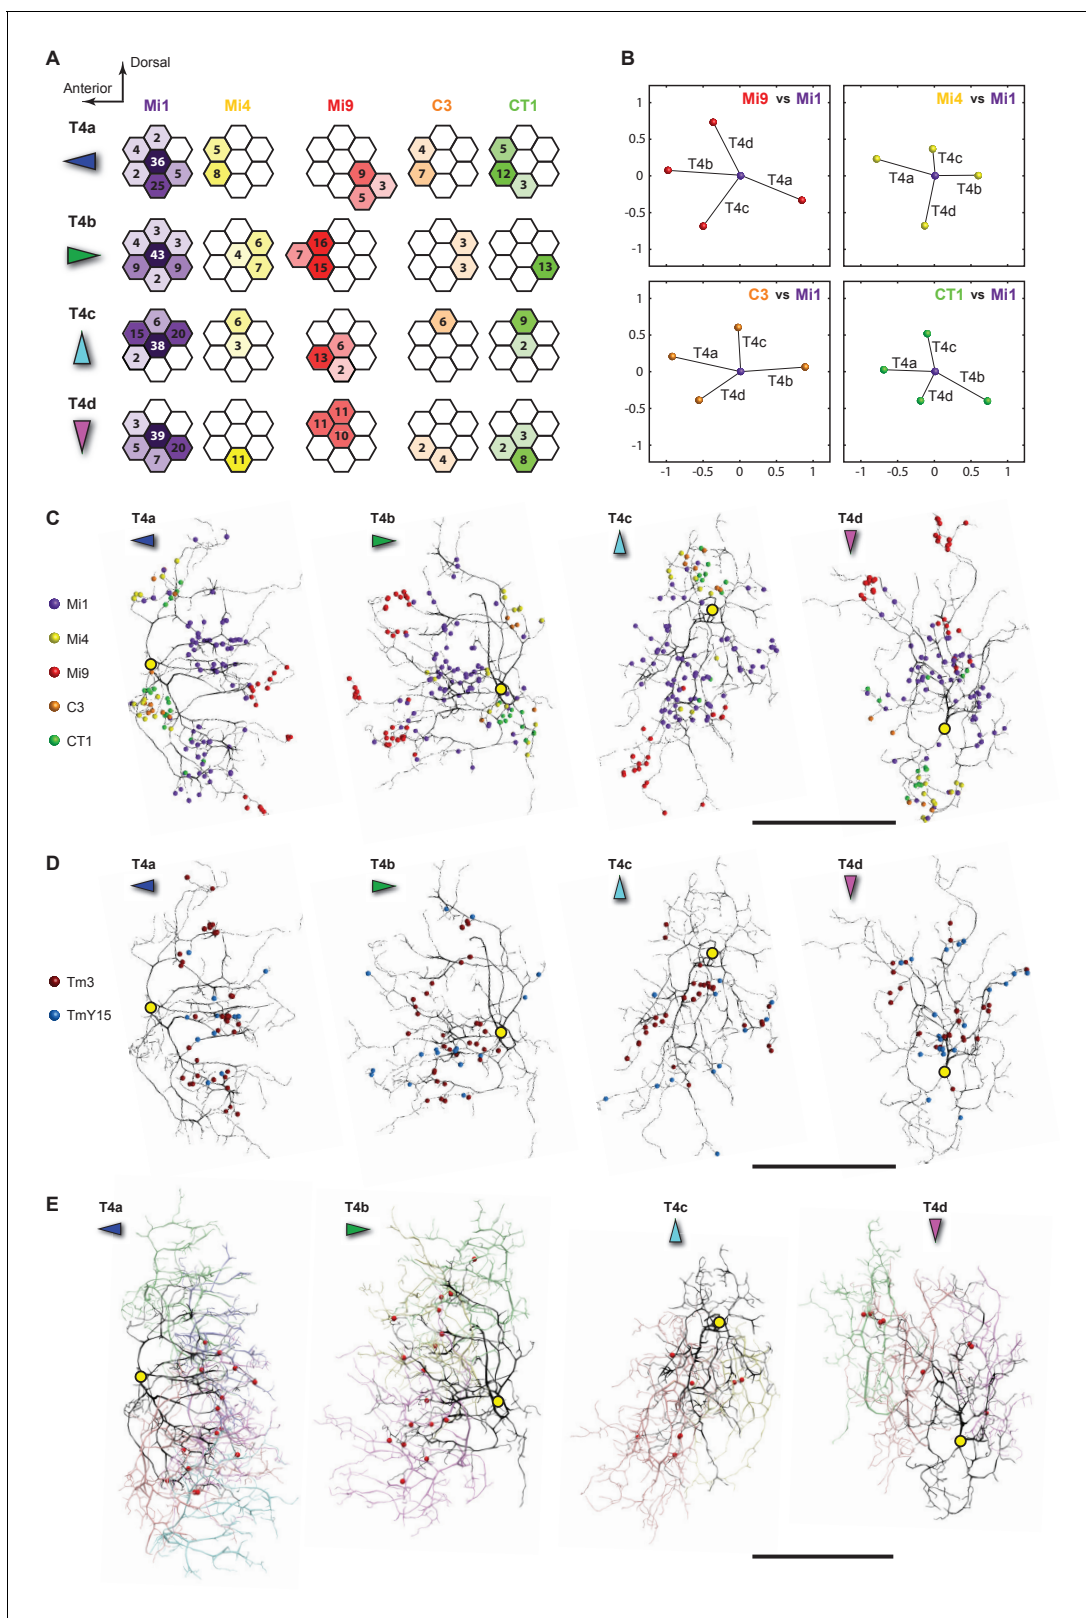 A
Dorsal
Anterior
Mi1 Mi4 Mi9 C3 CT1
T4a
2
4 36
2 5
25
5
8
9
3
5
4
7
5
12
3
T4b
3
4 3
43
9 9
2
6
4
7
16
7
15
3
3
13
T4c
6
15 20
38
2
6
3
6
13
2
6
9
2
T4d
3
39
5 20
7
11
11
11
10
2
4
3
2
8
B
Mi9 vs Mi1
1
0.5
0
-0.5
-1
T4d
T4b
T4a
T4c
Mi4 vs Mi1
T4c
T4a
T4b
T4d
C3 vs Mi1
1
0.5
0
-0.5
-1
T4a
T4c
T4b
T4d
-1 -0.5 0 0.5 1
CT1 vs Mi1
T4c
T4a
T4b
T4d
-1 -0.5 0 0.5 1
C
T4a T4b T4c T4d
Mi1
Mi4
Mi9
C3
CT1
D
T4a T4b T4c T4d
Tm3
TmY15
E
T4a T4b T4c T4d